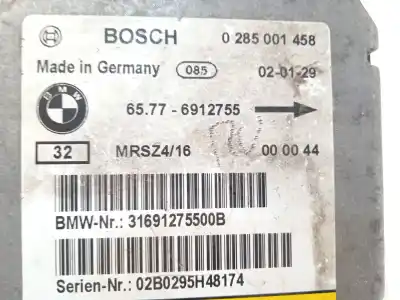 BOSCH 0 285 001 458
Made in Germany 085 02-01-29
BMW 65.77 - 6912755
32 MRSZ4/16 00 00 44
BMW-Nr.: 31691275500B
Serien-Nr.: 02B0295H48174